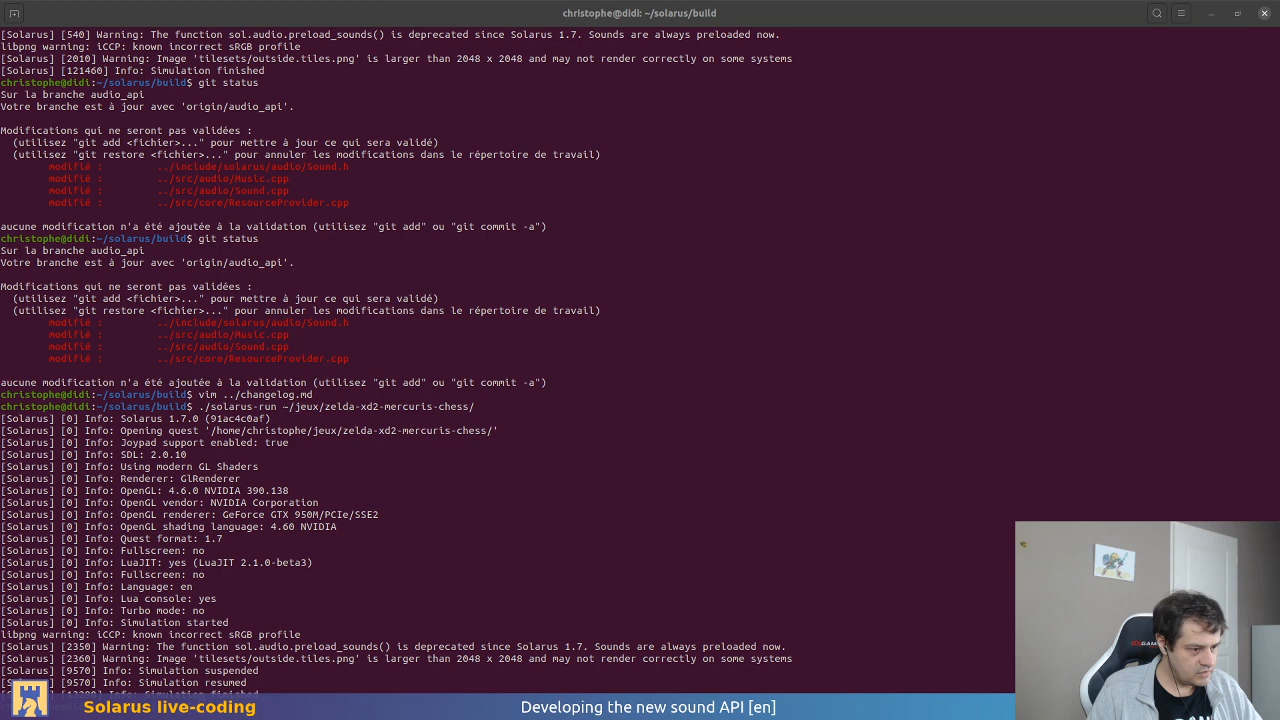 christophe@didi: ~/solarus/build
[Solarus] [540] Warning: The function sol.audio.preload_sounds() is deprecated since Solarus 1.7. Sounds are always preloaded now.
libpng warning: iCCP: known incorrect sRGB profile
[Solarus] [2010] Warning: Image 'tilesets/outside.tiles.png' is larger than 2048 x 2048 and may not render correctly on some systems
[Solarus] [121460] Info: Simulation finished
christophe@didi:~/solarus/build$ git status
Sur la branche audio_api
Votre branche est à jour avec 'origin/audio_api'.
Modifications qui ne seront pas validées :
(utilisez "git add <fichier>..." pour mettre à jour ce qui sera validé)
(utilisez "git restore <fichier>..." pour annuler les modifications dans le répertoire de travail)
modifié : ../include/solarus/audio/Sound.h
modifié : ../src/audio/Music.cpp
modifié : ../src/audio/Sound.cpp
modifié : ../src/core/ResourceProvider.cpp
aucune modification n'a été ajoutée à la validation (utilisez "git add" ou "git commit -a")
christophe@didi:~/solarus/build$ git status
Sur la branche audio_api
Votre branche est à jour avec 'origin/audio_api'.
Modifications qui ne seront pas validées :
(utilisez "git add <fichier>..." pour mettre à jour ce qui sera validé)
(utilisez "git restore <fichier>..." pour annuler les modifications dans le répertoire de travail)
modifié : ../include/solarus/audio/Sound.h
modifié : ../src/audio/Music.cpp
modifié : ../src/audio/Sound.cpp
modifié : ../src/core/ResourceProvider.cpp
aucune modification n'a été ajoutée à la validation (utilisez "git add" ou "git commit -a")
christophe@didi:~/solarus/build$ vim ../changelog.md
christophe@didi:~/solarus/build$ ./solarus-run ~/jeux/zelda-xd2-mercuris-chess/
[Solarus] [0] Info: Solarus 1.7.0 (91ac4c0af)
[Solarus] [0] Info: Opening quest '/home/christophe/jeux/zelda-xd2-mercuris-chess/'
[Solarus] [0] Info: Joypad support enabled: true
[Solarus] [0] Info: SDL: 2.0.10
[Solarus] [0] Info: Using modern GL Shaders
[Solarus] [0] Info: Renderer: GlRenderer
[Solarus] [0] Info: OpenGL: 4.6.0 NVIDIA 390.138
[Solarus] [0] Info: OpenGL vendor: NVIDIA Corporation
[Solarus] [0] Info: OpenGL renderer: GeForce GTX 950M/PCIe/SSE2
[Solarus] [0] Info: OpenGL shading language: 4.60 NVIDIA
[Solarus] [0] Info: Quest format: 1.7
[Solarus] [0] Info: Fullscreen: no
[Solarus] [0] Info: LuaJIT: yes (LuaJIT 2.1.0-beta3)
[Solarus] [0] Info: Fullscreen: no
[Solarus] [0] Info: Language: en
[Solarus] [0] Info: Lua console: yes
[Solarus] [0] Info: Turbo mode: no
[Solarus] [0] Info: Simulation started
libpng warning: iCCP: known incorrect sRGB profile
[Solarus] [2350] Warning: The function sol.audio.preload_sounds() is deprecated since Solarus 1.7. Sounds are always preloaded now.
[Solarus] [2360] Warning: Image 'tilesets/outside.tiles.png' is larger than 2048 x 2048 and may not render correctly on some systems
[Solarus] [9570] Info: Simulation suspended
[Solarus] [9570] Info: Simulation resumed
Info: Simulation finished
Solarus live-coding
Developing the new sound API [en]